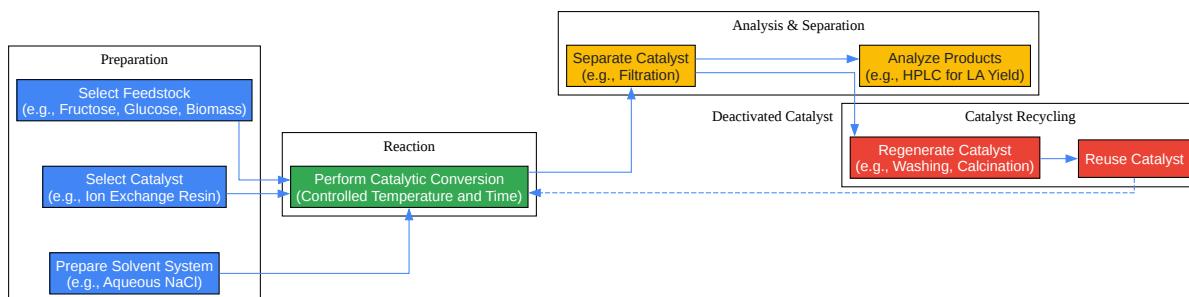 Preparation
Select Feedstock
(e.g., Fructose, Glucose, Biomass)
Select Catalyst
(e.g., Ion Exchange Resin)
Prepare Solvent System
(e.g., Aqueous NaCl)
Reaction
Perform Catalytic Conversion
(Controlled Temperature and Time)
Analysis & Separation
Separate Catalyst
(e.g., Filtration)
Analyze Products
(e.g., HPLC for LA Yield)
Deactivated Catalyst
Catalyst Recycling
Regenerate Catalyst
(e.g., Washing, Calcination)
Reuse Catalyst